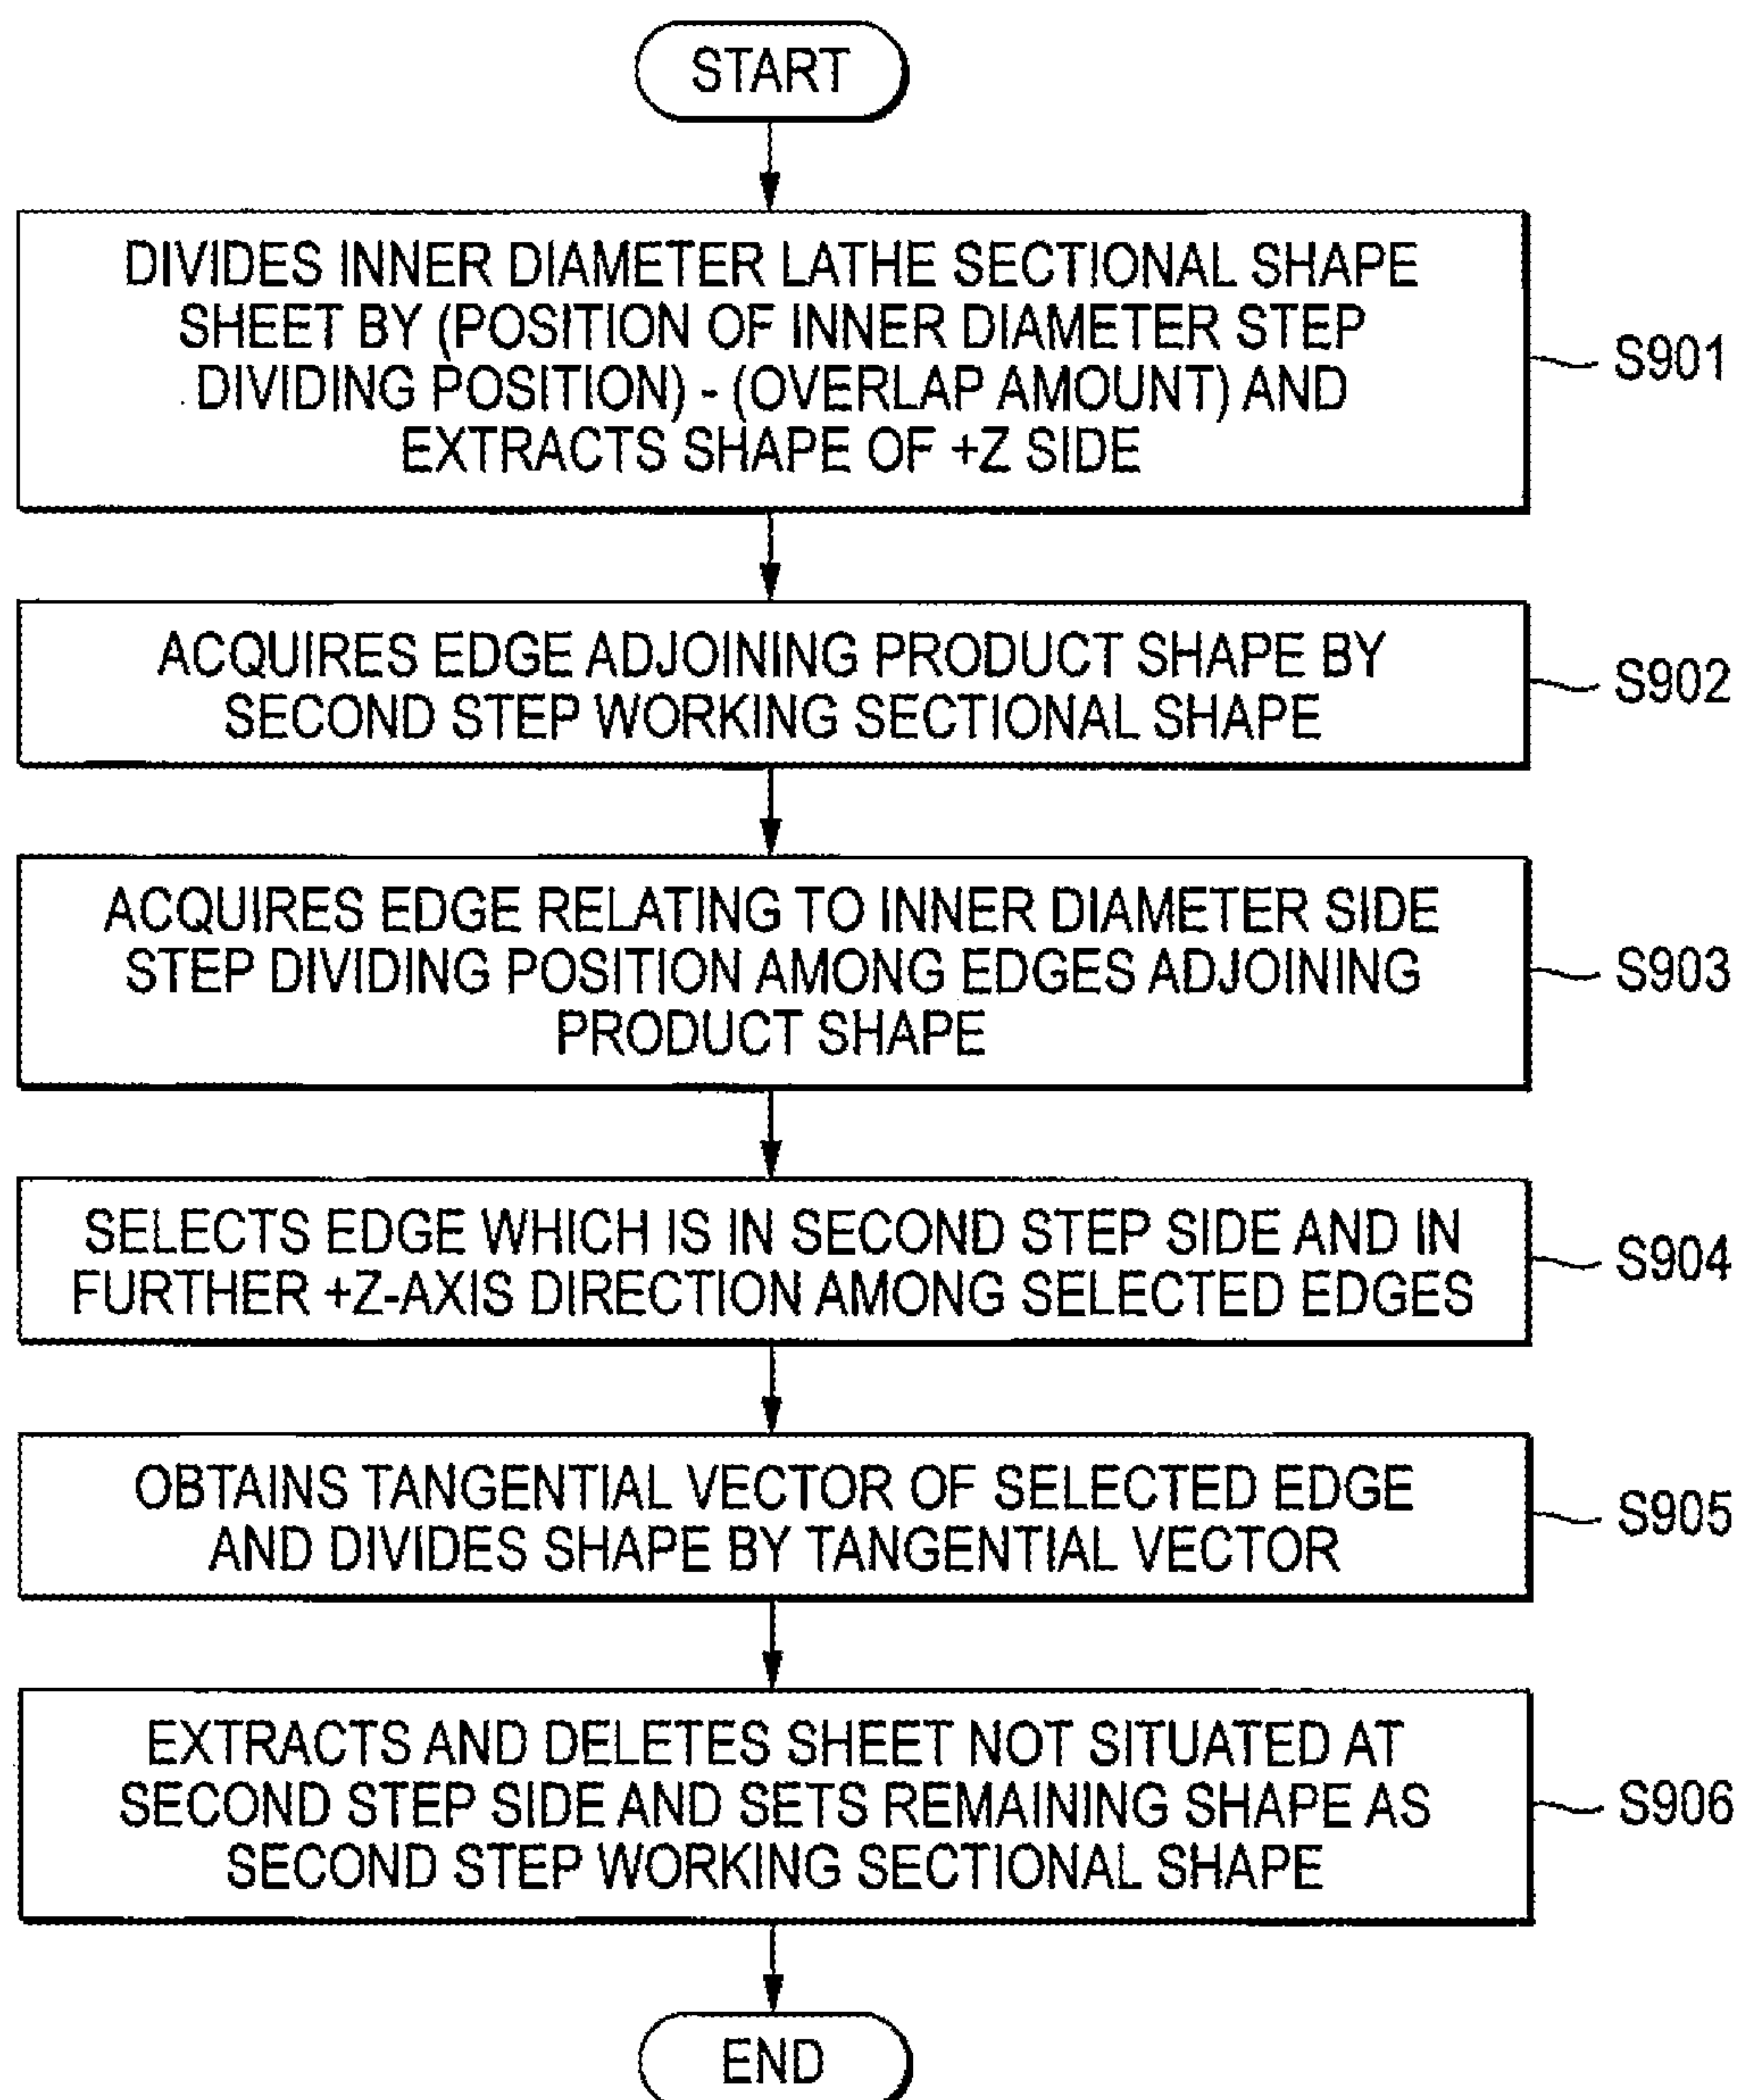 START
DIVIDES INNER DIAMETER LATHE SECTIONAL SHAPE
SHEET BY (POSITION OF INNER DIAMETER STEP
DIVIDING POSITION) - (OVERLAP AMOUNT) AND
EXTRACTS SHAPE OF +Z SIDE
S901
ACQUIRES EDGE ADJOINING PRODUCT SHAPE BY
SECOND STEP WORKING SECTIONAL SHAPE
S902
ACQUIRES EDGE RELATING TO INNER DIAMETER SIDE
STEP DIVIDING POSITION AMONG EDGES ADJOINING
PRODUCT SHAPE
S903
SELECTS EDGE WHICH IS IN SECOND STEP SIDE AND IN
FURTHER +Z-AXIS DIRECTION AMONG SELECTED EDGES
S904
OBTAINS TANGENTIAL VECTOR OF SELECTED EDGE
AND DIVIDES SHAPE BY TANGENTIAL VECTOR
S905
EXTRACTS AND DELETES SHEET NOT SITUATED AT
SECOND STEP SIDE AND SETS REMAINING SHAPE AS
SECOND STEP WORKING SECTIONAL SHAPE
S906
END